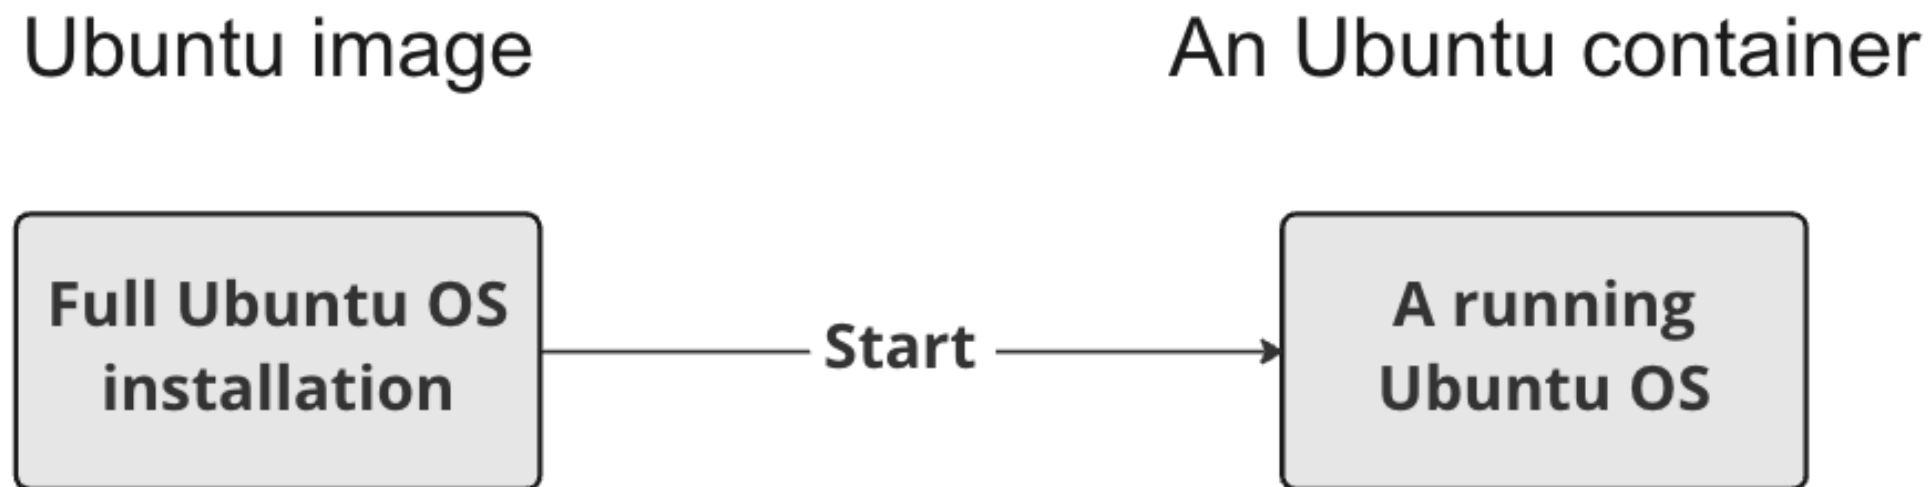 Ubuntu image
An Ubuntu container
Full Ubuntu OS
installation
Start
A running
Ubuntu OS